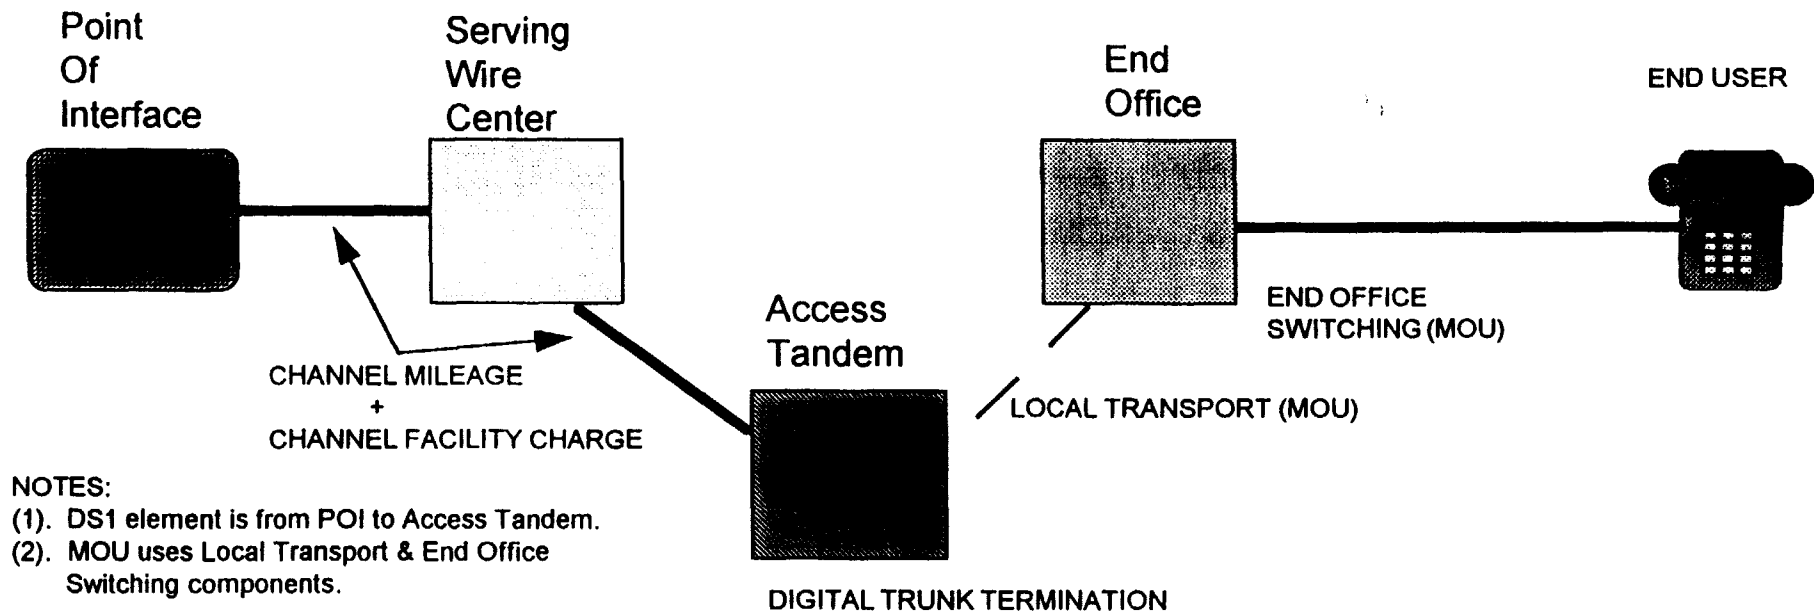 Point
Of
Interface
Serving
Wire
Center
End
Office
END USER
Access
Tandem
END OFFICE
SWITCHING (MOU)
CHANNEL MILEAGE
+
CHANNEL FACILITY CHARGE
LOCAL TRANSPORT (MOU)
NOTES:
(1). DS1 element is from POI to Access Tandem.
(2). MOU uses Local Transport & End Office
Switching components.
DIGITAL TRUNK TERMINATION